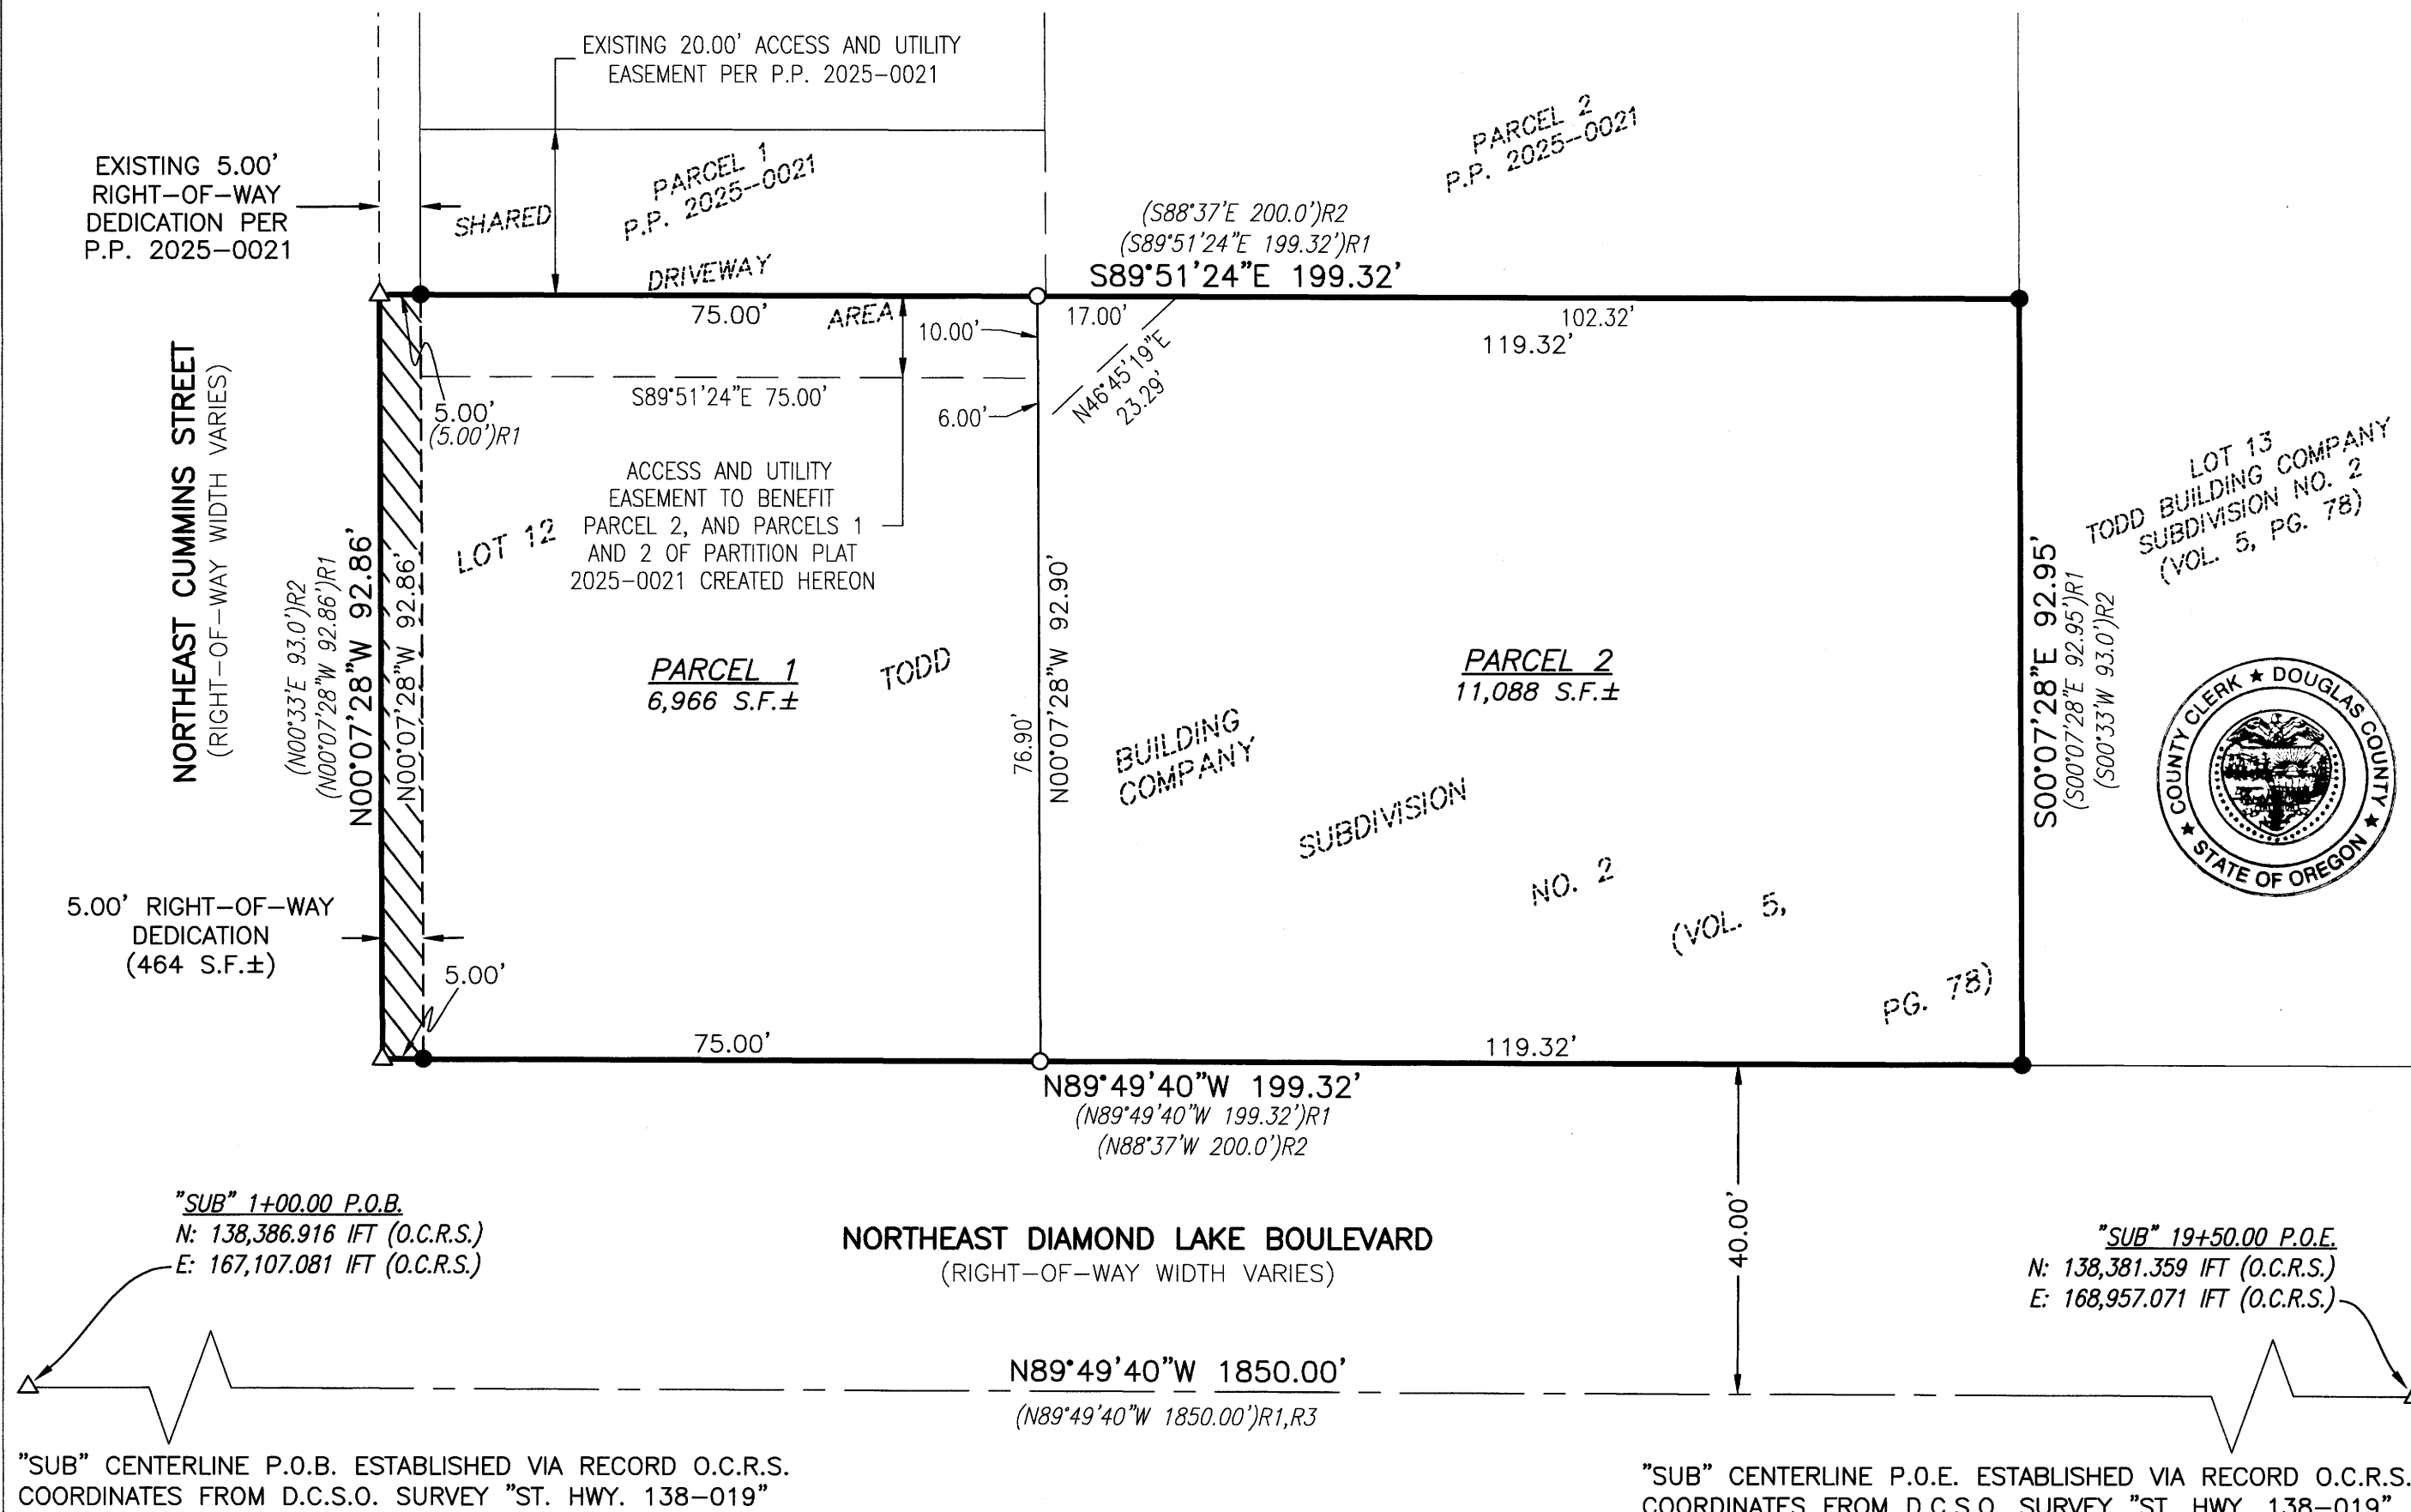 EXISTING 20.00' ACCESS AND UTILITY
EASEMENT PER P.P. 2025-0021
EXISTING 5.00'
RIGHT-OF-WAY
DEDICATION PER
P.P. 2025-0021
SHARED
DRIVEWAY
AREA
PARCEL 1
P.P. 2025-0021
PARCEL 2
P.P. 2025-0021
(S88°37'E 200.0')R2
(S89°51'24"E 199.32')R1
S89°51'24"E 199.32'
75.00'
10.00'
17.00'
102.32'
119.32'
N46°45'19"E
23.29'
S89°51'24"E 75.00'
6.00'
5.00'
(5.00')R1
ACCESS AND UTILITY
EASEMENT TO BENEFIT
PARCEL 2, AND PARCELS 1
AND 2 OF PARTITION PLAT
2025-0021 CREATED HEREON
NORTHEAST CUMMINS STREET
(RIGHT-OF-WAY WIDTH VARIES)
(N00°33'E 93.0')R2
(N00°07'28"W 92.86')R1
N00°07'28"W 92.86'
N00°07'28"W 92.86'
LOT 12
TODD
BUILDING
COMPANY
SUBDIVISION
NO. 2
(VOL. 5,
PG. 78)
PARCEL 1
6,966 S.F.±
76.90'
N00°07'28"W 92.90'
PARCEL 2
11,088 S.F.±
S00°07'28"E 92.95'
(S00°07'28"E 92.95')R1
(S00°33'W 93.0')R2
LOT 13
TODD BUILDING COMPANY
SUBDIVISION NO. 2
(VOL. 5, PG. 78)
COUNTY CLERK ★ DOUGLAS COUNTY ★ STATE OF OREGON ★
5.00' RIGHT-OF-WAY
DEDICATION
(464 S.F.±)
5.00'
75.00'
119.32'
N89°49'40"W 199.32'
(N89°49'40"W 199.32')R1
(N88°37'W 200.0')R2
40.00'
"SUB" 1+00.00 P.O.B.
N: 138,386.916 IFT (O.C.R.S.)
E: 167,107.081 IFT (O.C.R.S.)
NORTHEAST DIAMOND LAKE BOULEVARD
(RIGHT-OF-WAY WIDTH VARIES)
"SUB" 19+50.00 P.O.E.
N: 138,381.359 IFT (O.C.R.S.)
E: 168,957.071 IFT (O.C.R.S.)
N89°49'40"W 1850.00'
(N89°49'40"W 1850.00')R1,R3
"SUB" CENTERLINE P.O.B. ESTABLISHED VIA RECORD O.C.R.S.
COORDINATES FROM D.C.S.O. SURVEY "ST. HWY. 138-019"
"SUB" CENTERLINE P.O.E. ESTABLISHED VIA RECORD O.C.R.S.
COORDINATES FROM D.C.S.O. SURVEY "ST. HWY. 138-019"